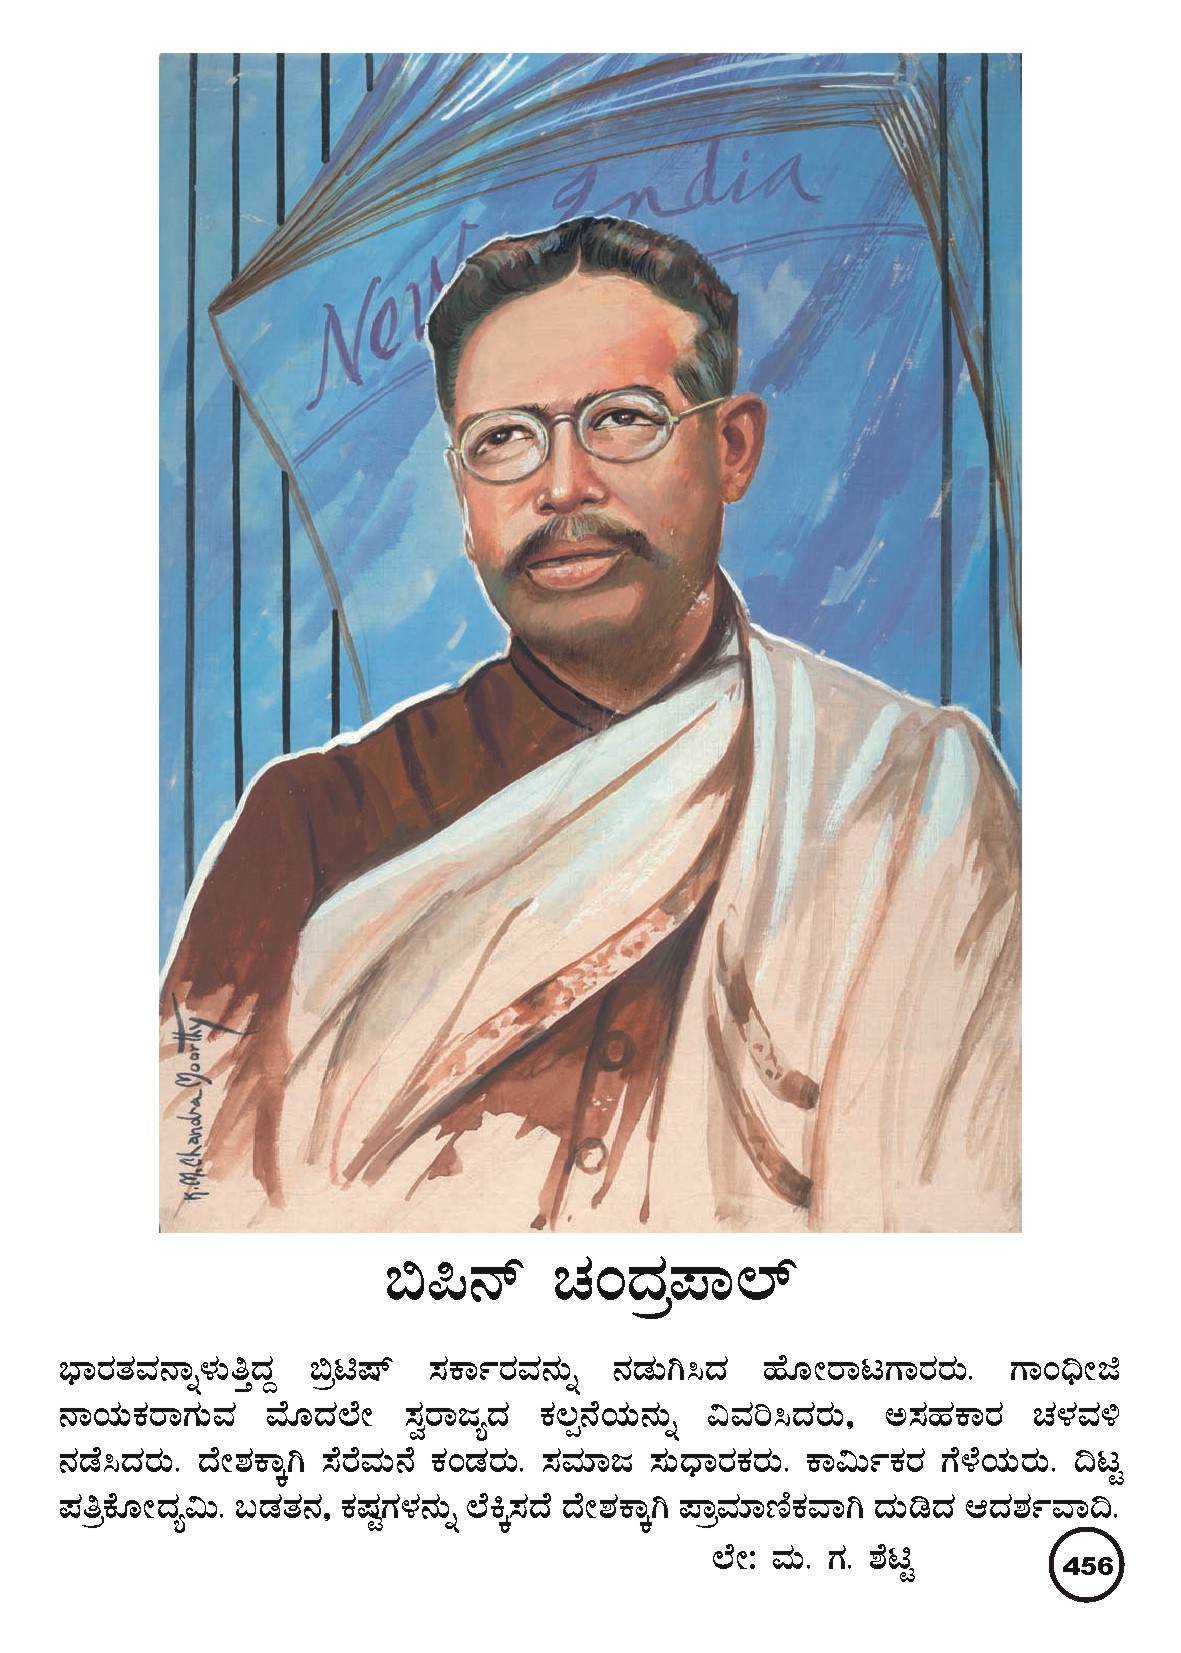 New India
K.M.Chandra Moorthy
ಬಿಪಿನ್ ಚಂದ್ರಪಾಲ್
ಭಾರತವನ್ನಾಳುತ್ತಿದ್ದ ಬ್ರಿಟಿಷ್ ಸರ್ಕಾರವನ್ನು ನಡುಗಿಸಿದ ಹೋರಾಟಗಾರರು. ಗಾಂಧೀಜಿ
ನಾಯಕರಾಗುವ ಮೊದಲೇ ಸ್ವರಾಜ್ಯದ ಕಲ್ಪನೆಯನ್ನು ವಿವರಿಸಿದರು, ಅಸಹಕಾರ ಚಳವಳಿ
ನಡೆಸಿದರು. ದೇಶಕ್ಕಾಗಿ ಸೆರೆಮನೆ ಕಂಡರು. ಸಮಾಜ ಸುಧಾರಕರು. ಕಾರ್ಮಿಕರ ಗೆಳೆಯರು. ದಿಟ್ಟ
ಪತ್ರಿಕೋದ್ಯಮಿ. ಬಡತನ, ಕಷ್ಟಗಳನ್ನು ಲೆಕ್ಕಿಸದೆ ದೇಶಕ್ಕಾಗಿ ಪ್ರಾಮಾಣಿಕವಾಗಿ ದುಡಿದ ಆದರ್ಶವಾದಿ.
ಲೇ: ಮ. ಗ. ಶೆಟ್ಟಿ
456